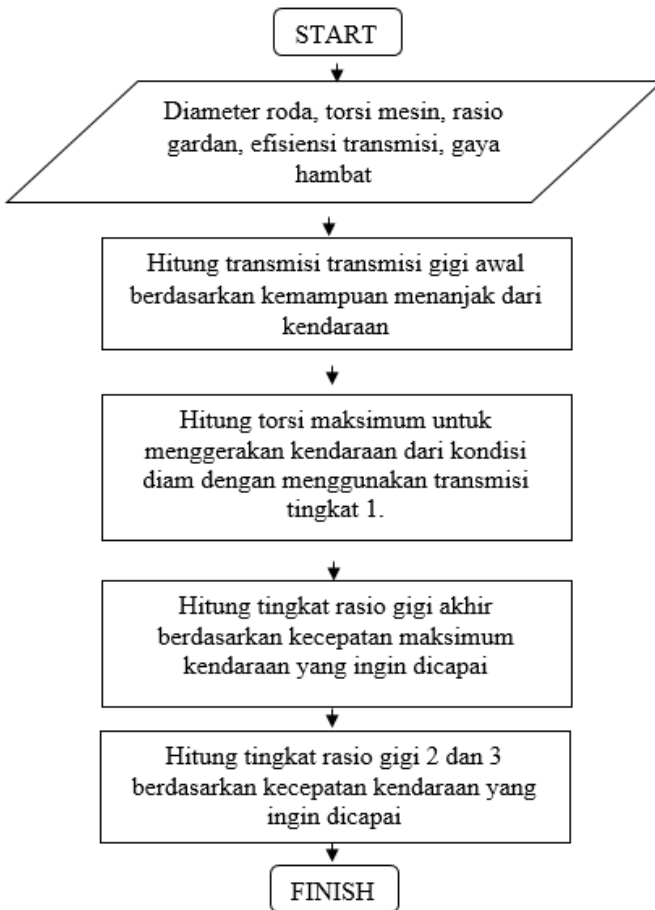 START
Diameter roda, torsi mesin, rasio
gardan, efisiensi transmisi, gaya
hambat
Hitung transmisi transmisi gigi awal
berdasarkan kemampuan menanjak dari
kendaraan
Hitung torsi maksimum untuk
menggerakan kendaraan dari kondisi
diam dengan menggunakan transmisi
tingkat 1.
Hitung tingkat rasio gigi akhir
berdasarkan kecepatan maksimum
kendaraan yang ingin dicapai
Hitung tingkat rasio gigi 2 dan 3
berdasarkan kecepatan kendaraan yang
ingin dicapai
FINISH